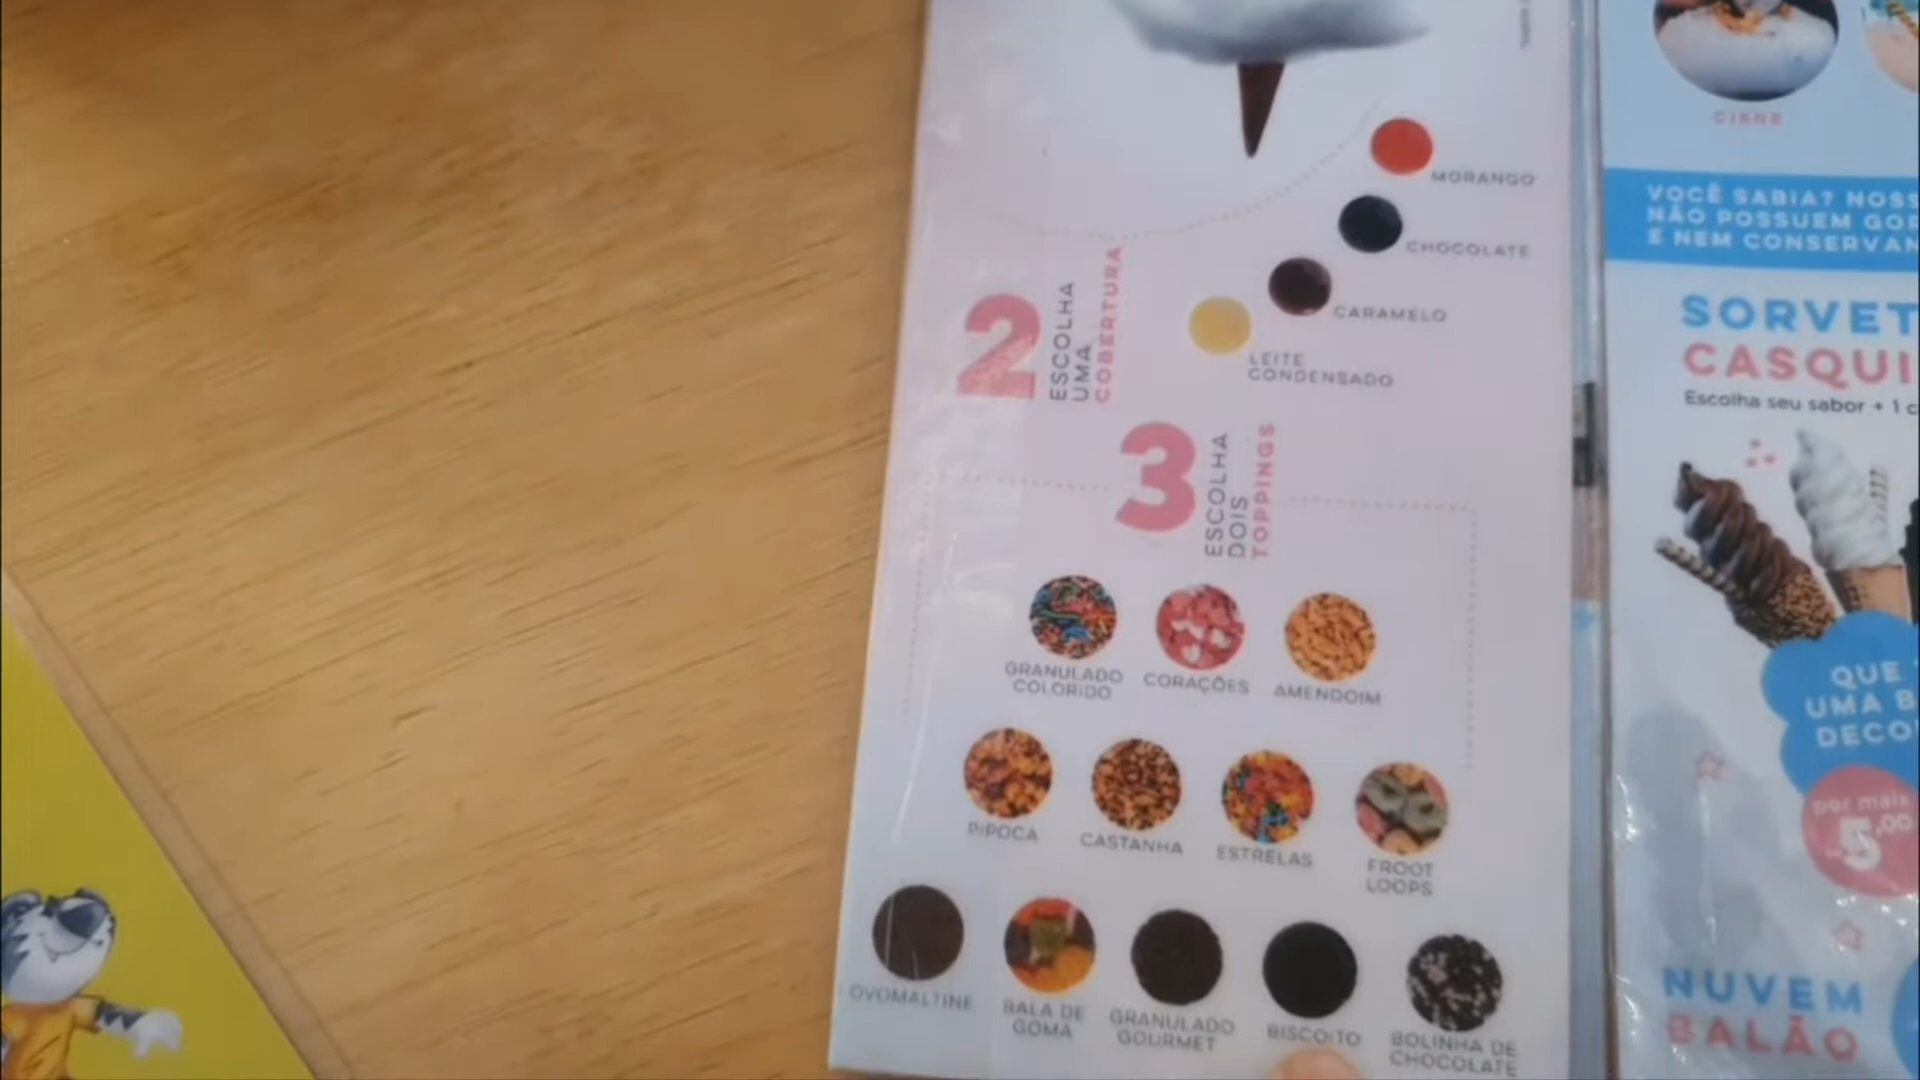 MORANGO
CHOCOLATE
CARAMELO
LEITE
CONDENSADO
2
ESCOLHA
UMA
COBERTURA
3
ESCOLHA
DOIS
TOPPINGS
GRANULADO
COLORIDO
CORAÇÕES
AMENDOIM
PIPOCA
CASTANHA
ESTRELAS
FROOT
LOOPS
OVOMALTINE
BALA DE
GOMA
GRANULADO
GOURMET
BISCOITO
BOLINHA DE
CHOCOLATE
CISNE
VOCÊ SABIA? NOSS
NÃO POSSUEM GOR
E NEM CONSERVAN
SORVET
CASQUI
Escolha seu sabor + 1 c
QUE
UMA B
DECO
por mais
5,00
NUVEM
BALÃO